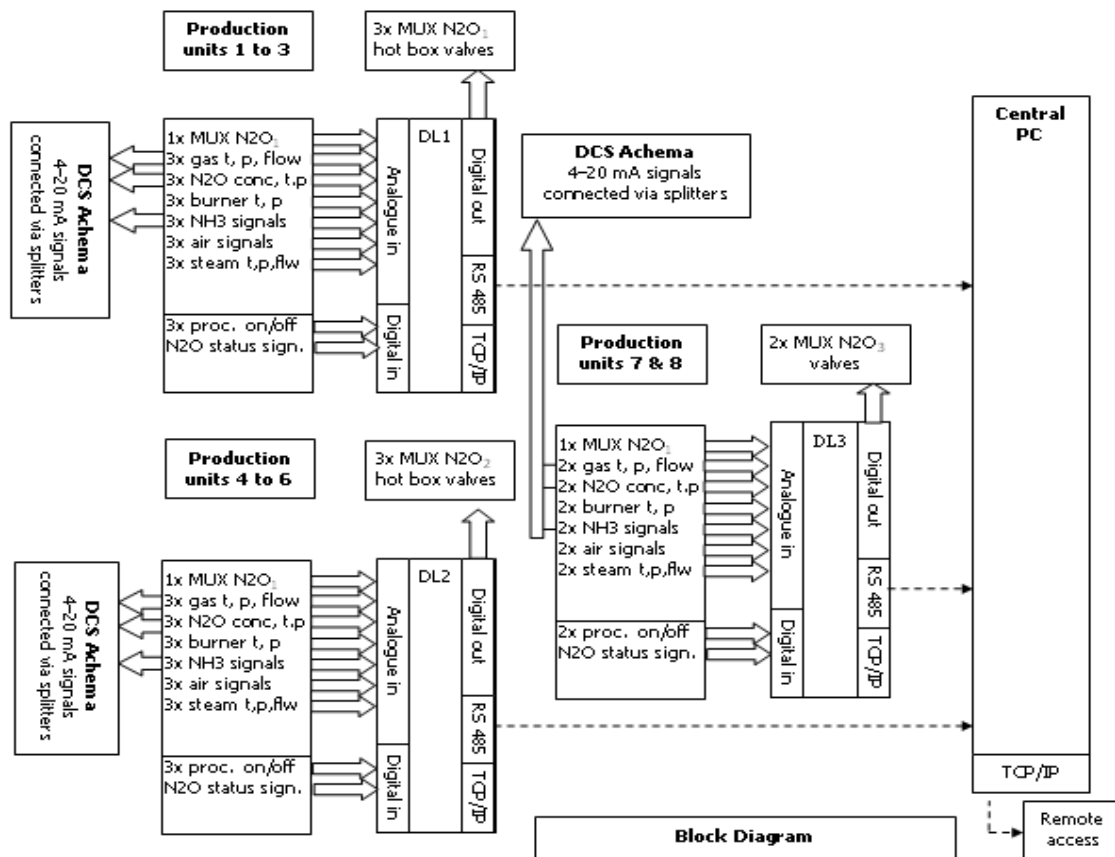 Production
units 1 to 3
3x MUX N2O₁
hot box valves
DCS Achema
4–20 mA signals
connected via splitters
1x MUX N2O₁
3x gas t, p, flow
3x N2O conc, t.p
3x burner t, p
3x NH3 signals
3x air signals
3x steam t,p,flw
3x proc. on/off
N2O status sign.
Analogue in
Digital in
DL1
Digital out
RS 485
TCP/IP
DCS Achema
4–20 mA signals
connected via splitters
Central
PC
Production
units 4 to 6
3x MUX N2O₂
hot box valves
DCS Achema
4–20 mA signals
connected via splitters
1x MUX N2O₁
3x gas t, p, flow
3x N2O conc, t.p
3x burner t, p
3x NH3 signals
3x air signals
3x steam t,p,flw
3x proc. on/off
N2O status sign.
Analogue in
Digital in
DL2
Digital out
RS 485
TCP/IP
Production
units 7 & 8
2x MUX N2O₃
valves
1x MUX N2O₁
2x gas t, p, flow
2x N2O conc, t.p
2x burner t, p
2x NH3 signals
2x air signals
2x steam t,p,flw
2x proc. on/off
N2O status sign.
Analogue in
Digital in
DL3
Digital out
RS 485
TCP/IP
TCP/IP
Remote
access
Block Diagram